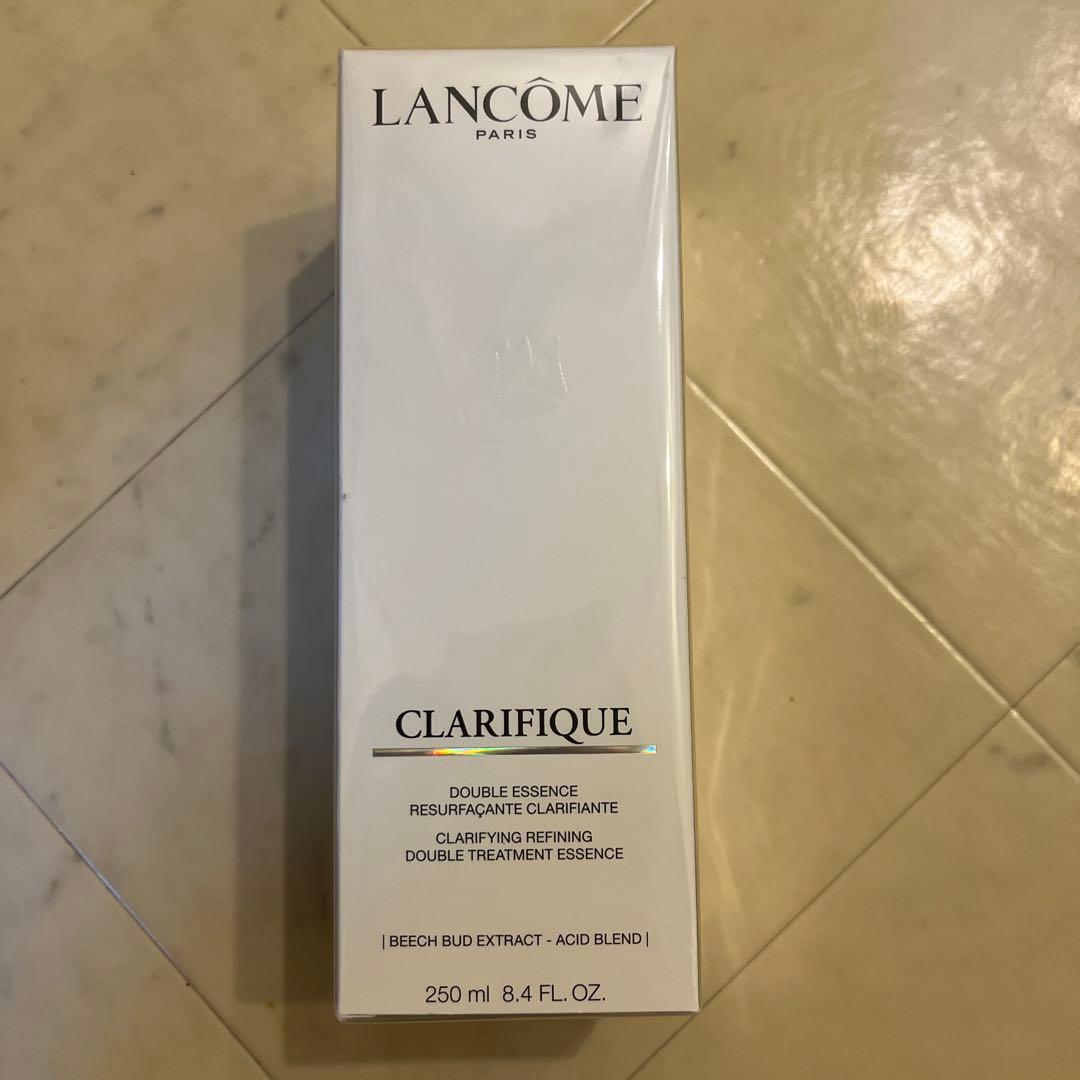 LANCÔME
PARIS
CLARIFIQUE
DOUBLE ESSENCE
RESURFAÇANTE CLARIFIANTE
CLARIFYING REFINING
DOUBLE TREATMENT ESSENCE
| BEECH BUD EXTRACT - ACID BLEND |
250 ml 8.4 FL. OZ.